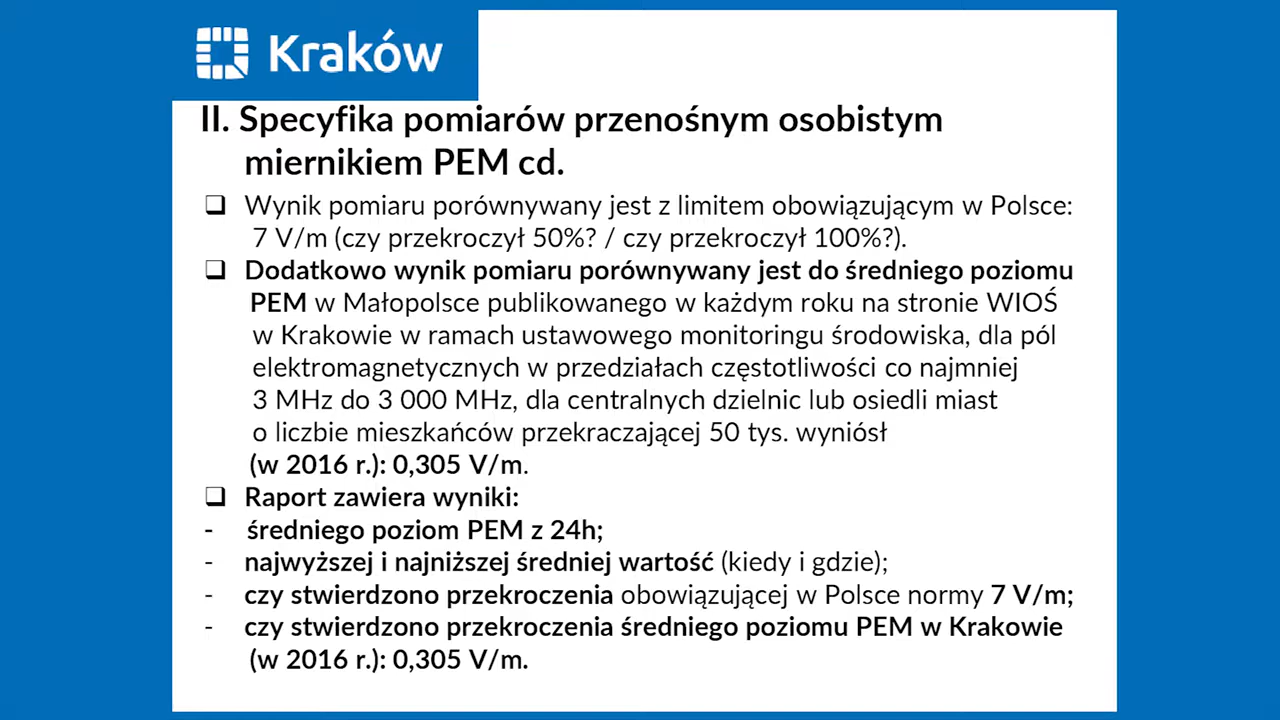 Kraków
II. Specyfika pomiarów przenośnym osobistym
miernikiem PEM cd.
❑ Wynik pomiaru porównywany jest z limitem obowiązującym w Polsce:
7 V/m (czy przekroczył 50%? / czy przekroczył 100%?).
❑ Dodatkowo wynik pomiaru porównywany jest do średniego poziomu
PEM w Małopolsce publikowanego w każdym roku na stronie WIOŚ
w Krakowie w ramach ustawowego monitoringu środowiska, dla pól
elektromagnetycznych w przedziałach częstotliwości co najmniej
3 MHz do 3 000 MHz, dla centralnych dzielnic lub osiedli miast
o liczbie mieszkańców przekraczającej 50 tys. wyniósł
(w 2016 r.): 0,305 V/m.
❑ Raport zawiera wyniki:
- średniego poziom PEM z 24h;
- najwyższej i najniższej średniej wartość (kiedy i gdzie);
- czy stwierdzono przekroczenia obowiązującej w Polsce normy 7 V/m;
- czy stwierdzono przekroczenia średniego poziomu PEM w Krakowie
(w 2016 r.): 0,305 V/m.